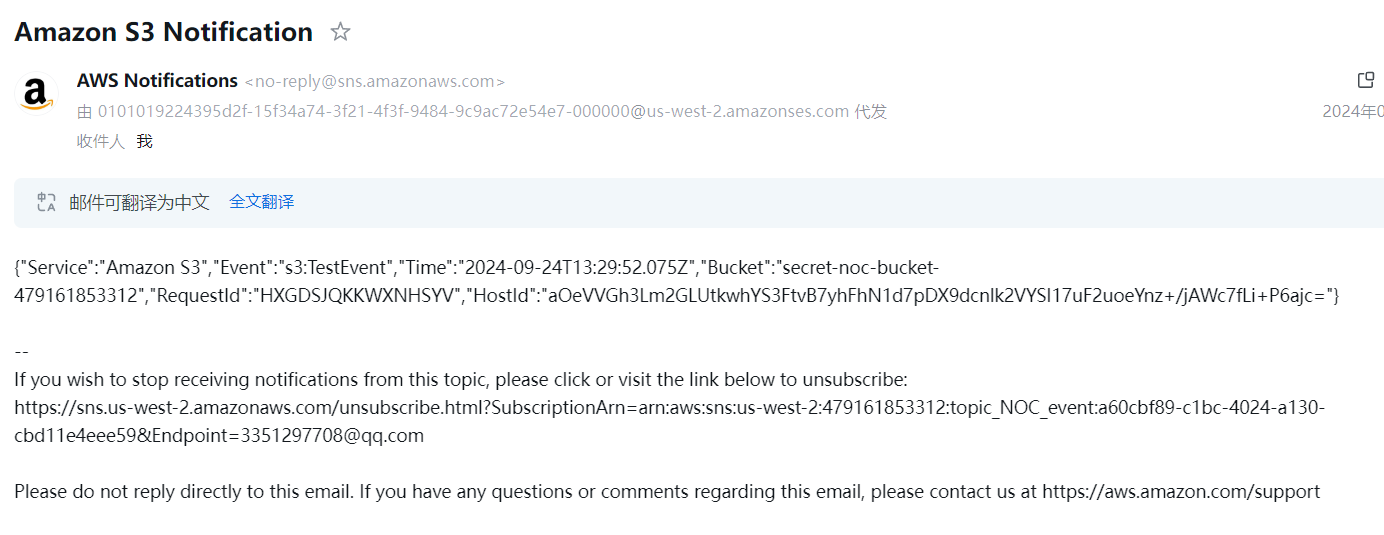 Amazon S3 Notification
AWS Notifications <no-reply@sns.amazonaws.com>
由 0101019224395d2f-15f34a74-3f21-4f3f-9484-9c9ac72e54e7-000000@us-west-2.amazonses.com 代发
2024年0
收件人 我
邮件可翻译为中文 全文翻译
{"Service":"Amazon S3","Event":"s3:TestEvent","Time":"2024-09-24T13:29:52.075Z","Bucket":"secret-noc-bucket-
479161853312","RequestId":"HXGDSJQKKWXNHSYV","HostId":"aOeVVGh3Lm2GLUtkwhYS3FtvB7yhFhN1d7pDX9dcnIk2VYSI17uF2uoeYnz+/jAWc7fLi+P6ajc="}
--
If you wish to stop receiving notifications from this topic, please click or visit the link below to unsubscribe:
https://sns.us-west-2.amazonaws.com/unsubscribe.html?SubscriptionArn=arn:aws:sns:us-west-2:479161853312:topic_NOC_event:a60cbf89-c1bc-4024-a130-
cbd11e4eee59&Endpoint=3351297708@qq.com
Please do not reply directly to this email. If you have any questions or comments regarding this email, please contact us at https://aws.amazon.com/support